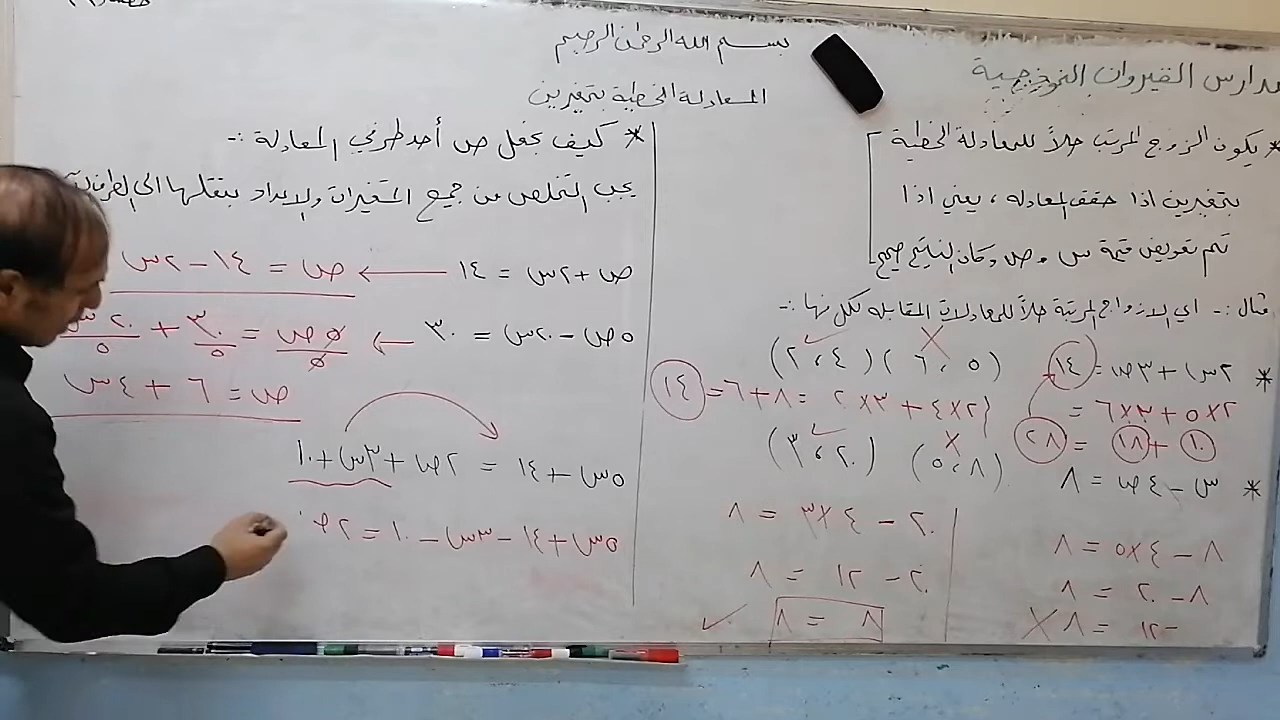 بسم الله الرحمن الرحيم
مدارس القيروان النموذجية
المعادلة الخطية بتغيرين
* يكون الزوج المرتب حلاً للمعادلة الخطية
بتغيرين اذا حقق المعادله ، يعني اذا
تم تعويض قيمة س ، ص وكان الناتج صحيح
مثال :- اي الازواج المرتبة حلاً للمعادلات المقابله لكل منها :-
* ٢س + ٣ص = ١٤
(٥ ، ٦) (٤ ، ٢)
٢×٥ + ٣×٦ =
١٠ + ١٨ = ٢٨
٢×٤ + ٣×٢ = ٨ + ٦ = ١٤
* س - ٤ص = ٨
(٨ ، ٥) (٢٠ ، ٣)
٨ - ٤×٥ = ٨
٨ - ٢٠ = ٨
-١٢ = ٨
٢٠ - ٤×٣ = ٨
٢٠ - ١٢ = ٨
٨ = ٨
* كيف نجعل ص أحد طرفي المعادلة :-
يجب التخلص من جميع المتغيرات والاعداد بنقلها الى الطرف
ص + ٢س = ١٤ ← ص = ١٤ - ٢س
٥ص - ٢٠س = ٣٠ ← ٥ص/٥ = ٣٠/٥ + ٢٠س/٥
ص = ٦ + ٤س
٥س + ١٤ = ٢ص + ٣س + ١٠
٥س + ١٤ - ٣س - ١٠ = ٢ص